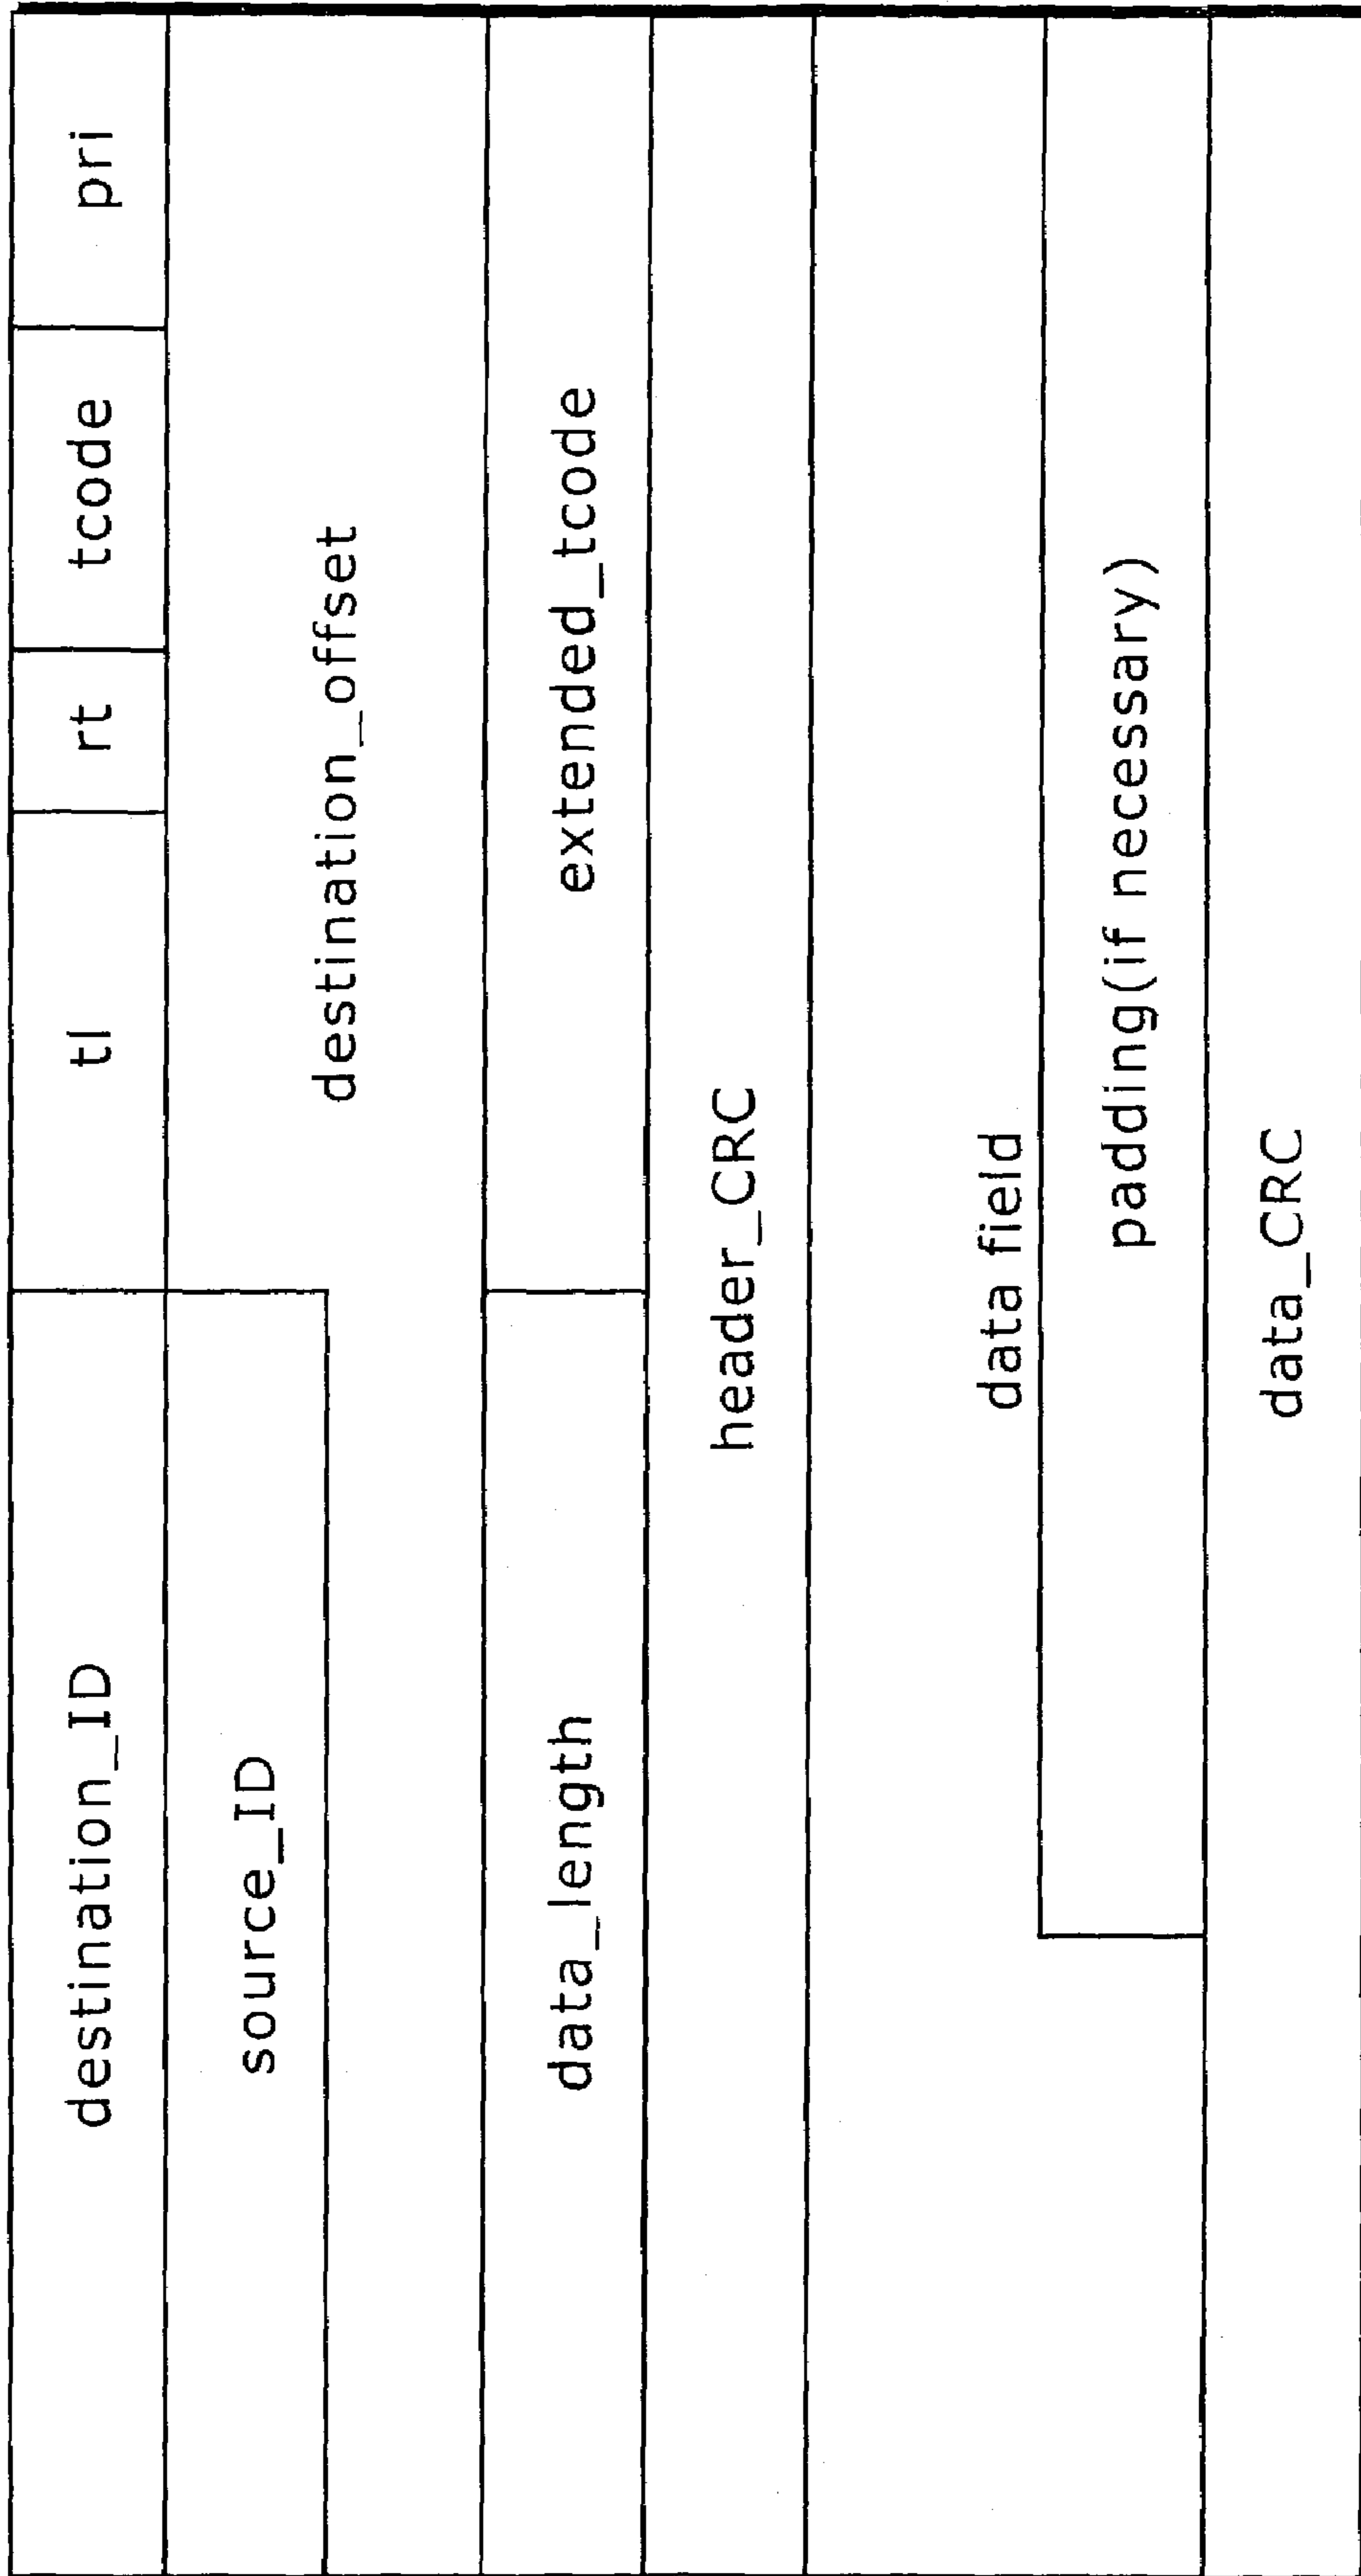 destination_ID tl rt tcode pri
source_ID
destination_offset
data_length extended_tcode
header_CRC
data field
padding(if necessary)
data_CRC